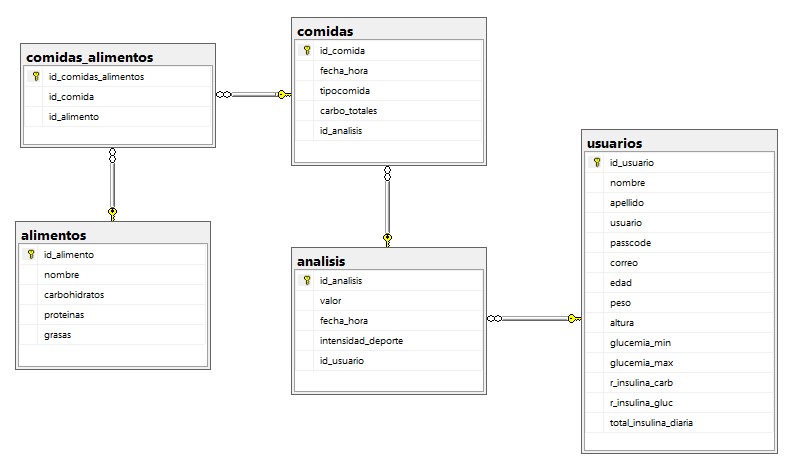 comidas_alimentos
id_comidas_alimentos
id_comida
id_alimento
comidas
id_comida
fecha_hora
tipocomida
carbo_totales
id_analisis
alimentos
id_alimento
nombre
carbohidratos
proteinas
grasas
analisis
id_analisis
valor
fecha_hora
intensidad_deporte
id_usuario
usuarios
id_usuario
nombre
apellido
usuario
passcode
correo
edad
peso
altura
glucemia_min
glucemia_max
r_insulina_carb
r_insulina_gluc
total_insulina_diaria